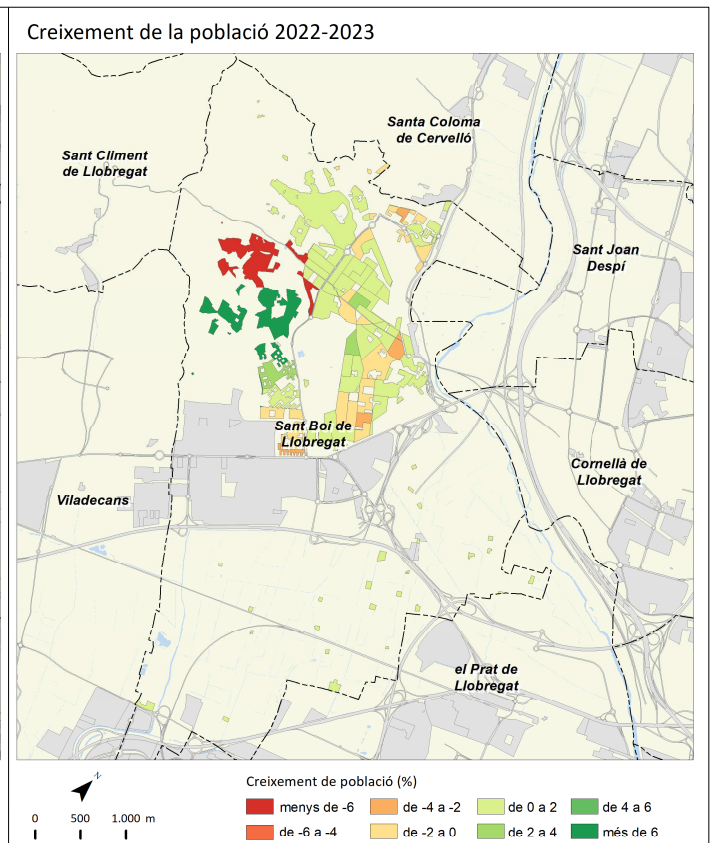 Creixement de la població 2022-2023
Santa Coloma
de Cervelló
Sant Climent
de Llobregat
Sant Joan
Despí
Sant Boi de
Llobregat
Cornellà de
Llobregat
Viladecans
el Prat de
Llobregat
N
0 500 1.000 m
Creixement de població (%)
menys de -6 de -4 a -2 de 0 a 2 de 4 a 6
de -6 a -4 de -2 a 0 de 2 a 4 més de 6